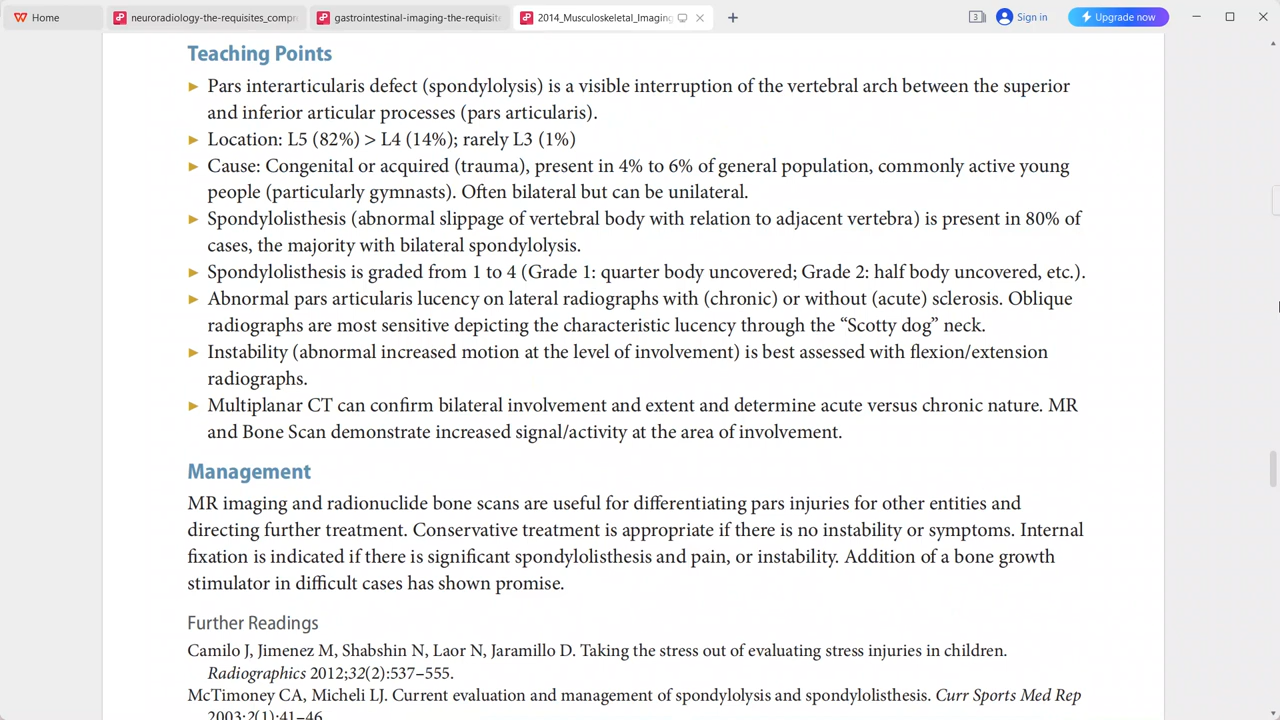 Home
neuroradiology-the-requisites_compr
gastrointestinal-imaging-the-requisite
2014_Musculoskeletal_Imaging
3
Sign in
Upgrade now
Teaching Points
► Pars interarticularis defect (spondylolysis) is a visible interruption of the vertebral arch between the superior
and inferior articular processes (pars articularis).
► Location: L5 (82%) > L4 (14%); rarely L3 (1%)
► Cause: Congenital or acquired (trauma), present in 4% to 6% of general population, commonly active young
people (particularly gymnasts). Often bilateral but can be unilateral.
► Spondylolisthesis (abnormal slippage of vertebral body with relation to adjacent vertebra) is present in 80% of
cases, the majority with bilateral spondylolysis.
► Spondylolisthesis is graded from 1 to 4 (Grade 1: quarter body uncovered; Grade 2: half body uncovered, etc.).
► Abnormal pars articularis lucency on lateral radiographs with (chronic) or without (acute) sclerosis. Oblique
radiographs are most sensitive depicting the characteristic lucency through the “Scotty dog” neck.
► Instability (abnormal increased motion at the level of involvement) is best assessed with flexion/extension
radiographs.
► Multiplanar CT can confirm bilateral involvement and extent and determine acute versus chronic nature. MR
and Bone Scan demonstrate increased signal/activity at the area of involvement.
Management
MR imaging and radionuclide bone scans are useful for differentiating pars injuries for other entities and
directing further treatment. Conservative treatment is appropriate if there is no instability or symptoms. Internal
fixation is indicated if there is significant spondylolisthesis and pain, or instability. Addition of a bone growth
stimulator in difficult cases has shown promise.
Further Readings
Camilo J, Jimenez M, Shabshin N, Laor N, Jaramillo D. Taking the stress out of evaluating stress injuries in children.
Radiographics 2012;32(2):537–555.
McTimoney CA, Micheli LJ. Current evaluation and management of spondylolysis and spondylolisthesis. Curr Sports Med Rep
2003;2(1):41–46.